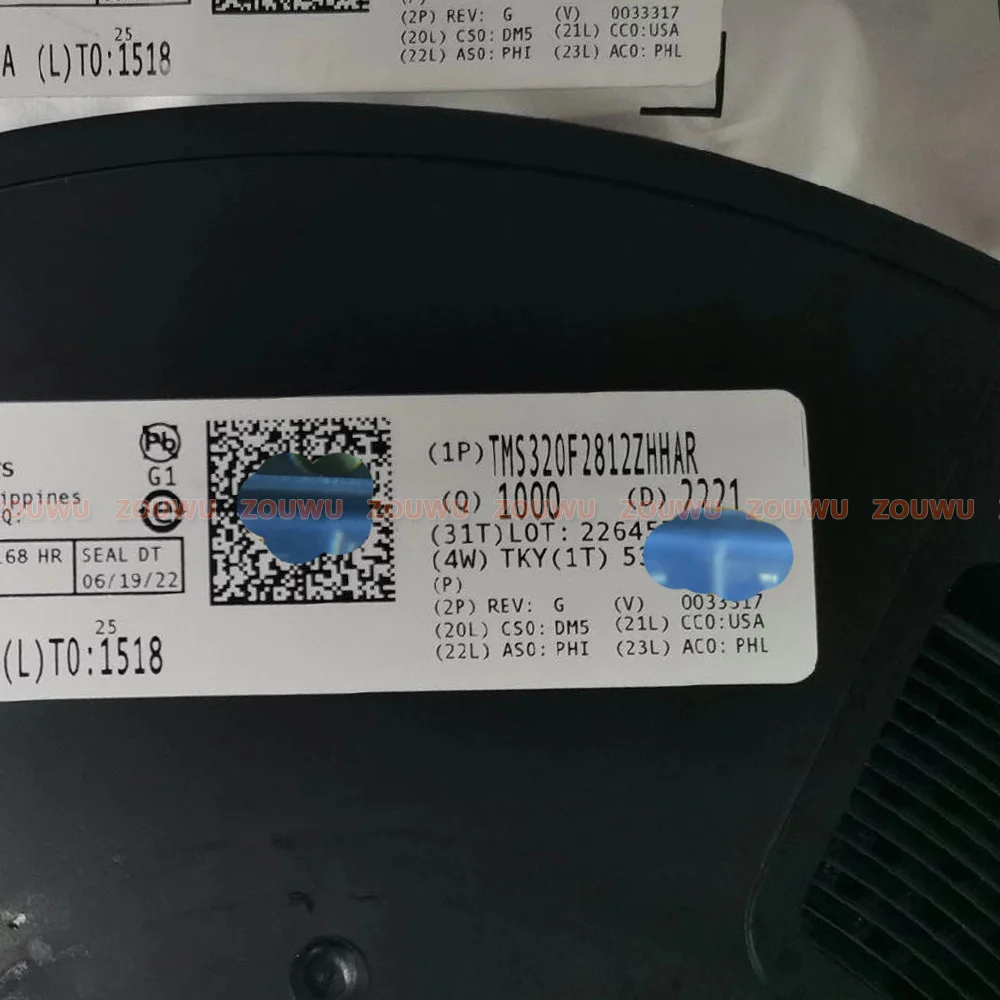 (2P) REV: G (V) 0033317
(20L) CSO: DM5 (21L) CCO:USA
(22L) ASO: PHI (23L) ACO: PHL
25
A (L)TO:1518
Pb
G1
e
ippines
Q:
68 HR
SEAL DT
06/19/22
25
(L)TO:1518
(1P)TMS320F2812ZHHAR
(Q) 1000 (D) 2221
(31T)LOT: 22645
(4W) TKY(1T) 53
(P)
(2P) REV: G (V) 0033317
(20L) CSO: DM5 (21L) CCO:USA
(22L) ASO: PHI (23L) ACO: PHL
ZOUWU ZOUWU ZOUWU ZOUWU ZOUWU ZOUWU ZOUWU ZOUWU